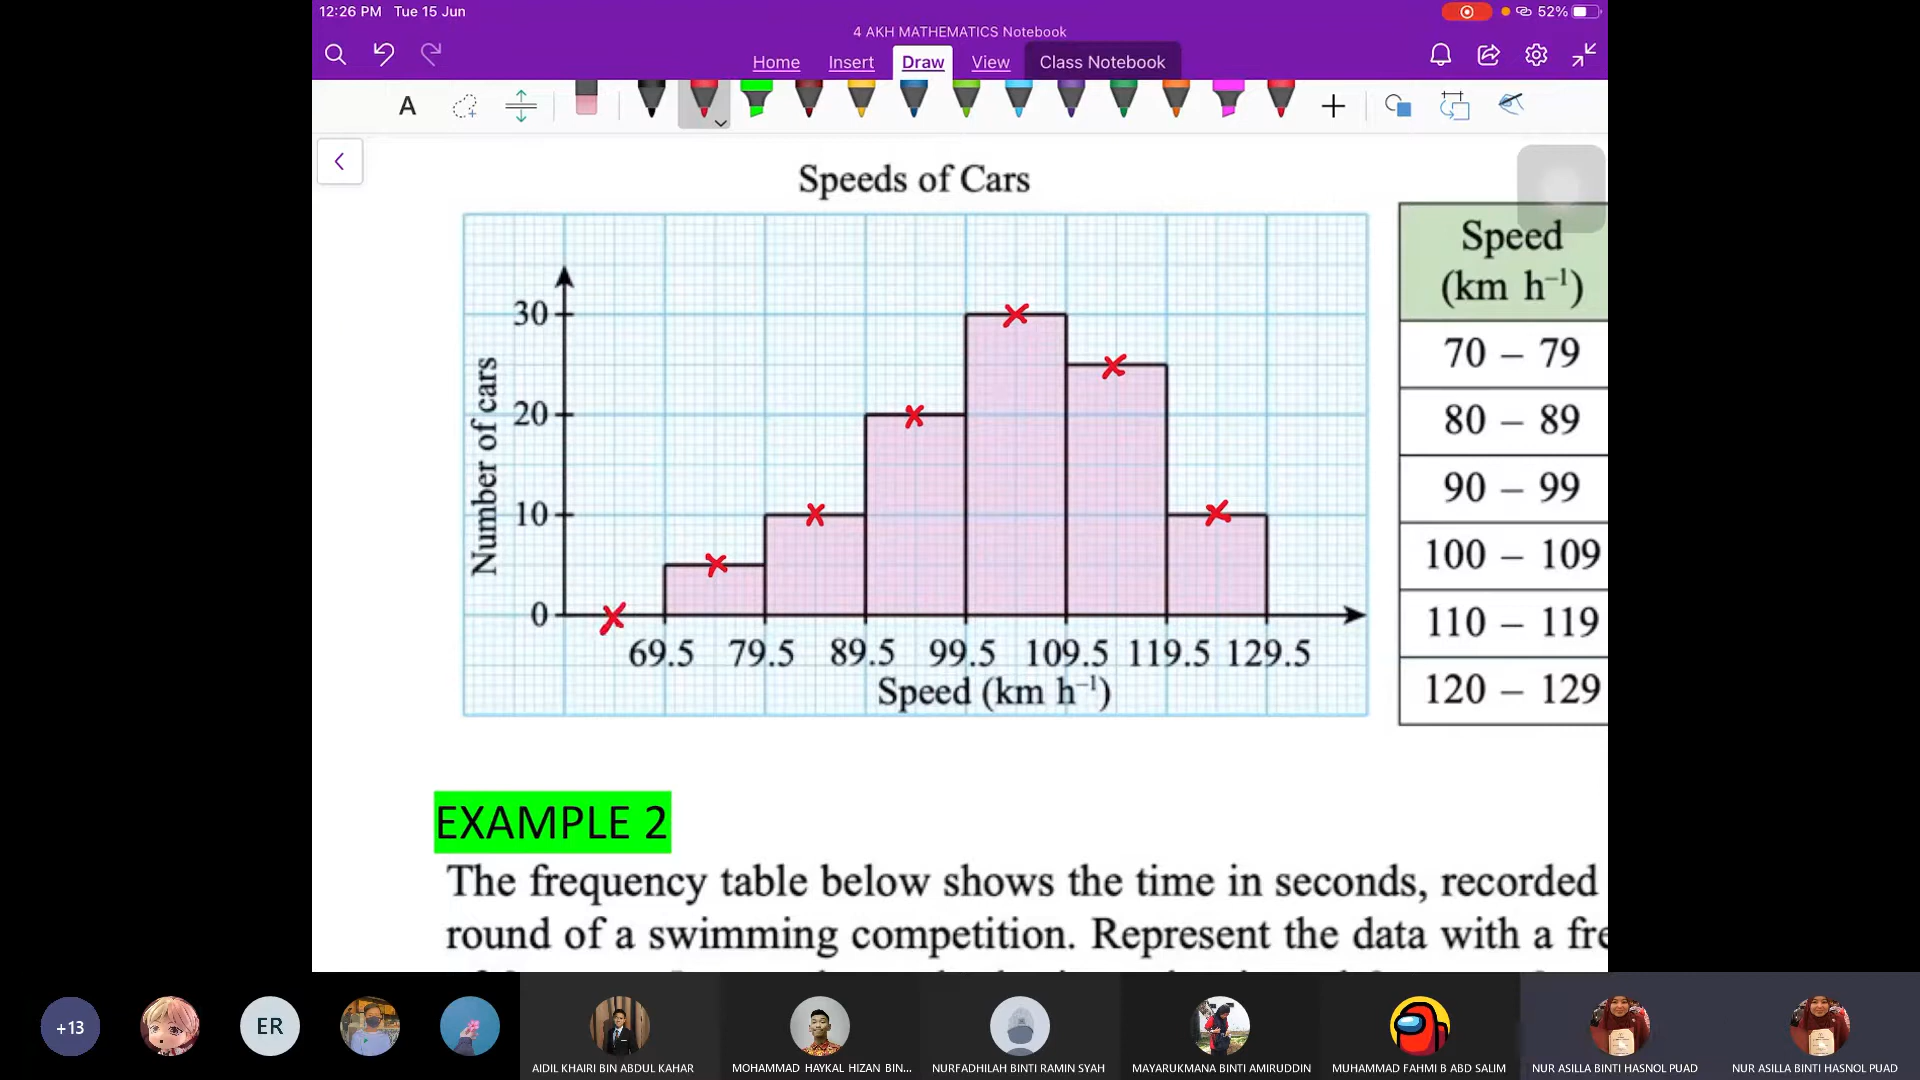 12:26 PM Tue 15 Jun
52%
4 AKH MATHEMATICS Notebook
Home Insert Draw View Class Notebook
A
Speeds of Cars
Number of cars
30
20
10
0
69.5 79.5 89.5 99.5 109.5 119.5 129.5
Speed (km h⁻¹)
Speed
(km h⁻¹)
70 – 79
80 – 89
90 – 99
100 – 109
110 – 119
120 – 129
EXAMPLE 2
The frequency table below shows the time in seconds, recorded
round of a swimming competition. Represent the data with a fre
+13
ER
AIDIL KHAIRI BIN ABDUL KAHAR
MOHAMMAD HAYKAL HIZAN BIN...
NURFADHILAH BINTI RAMIN SYAH
MAYARUKMANA BINTI AMIRUDDIN
MUHAMMAD FAHMI B ABD SALIM
NUR ASILLA BINTI HASNOL PUAD
NUR ASILLA BINTI HASNOL PUAD